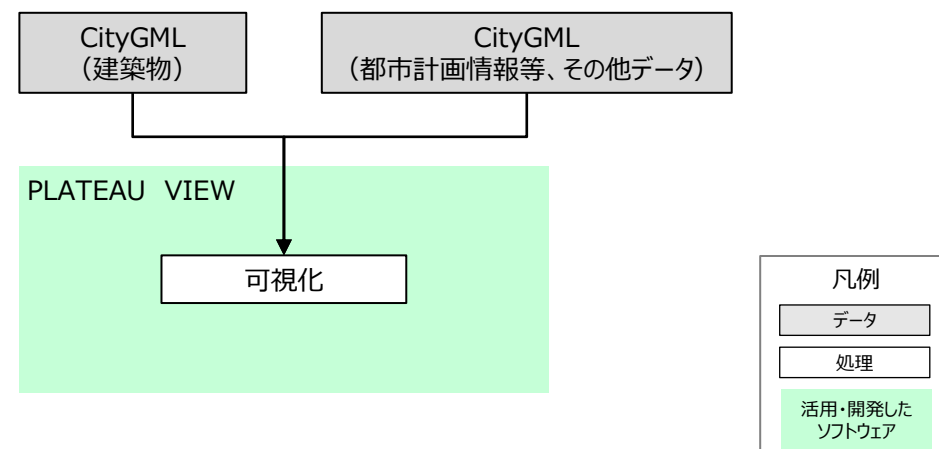 CityGML
（建築物）
CityGML
（都市計画情報等、その他データ）
PLATEAU VIEW
可視化
凡例
データ
処理
活用・開発した
ソフトウェア